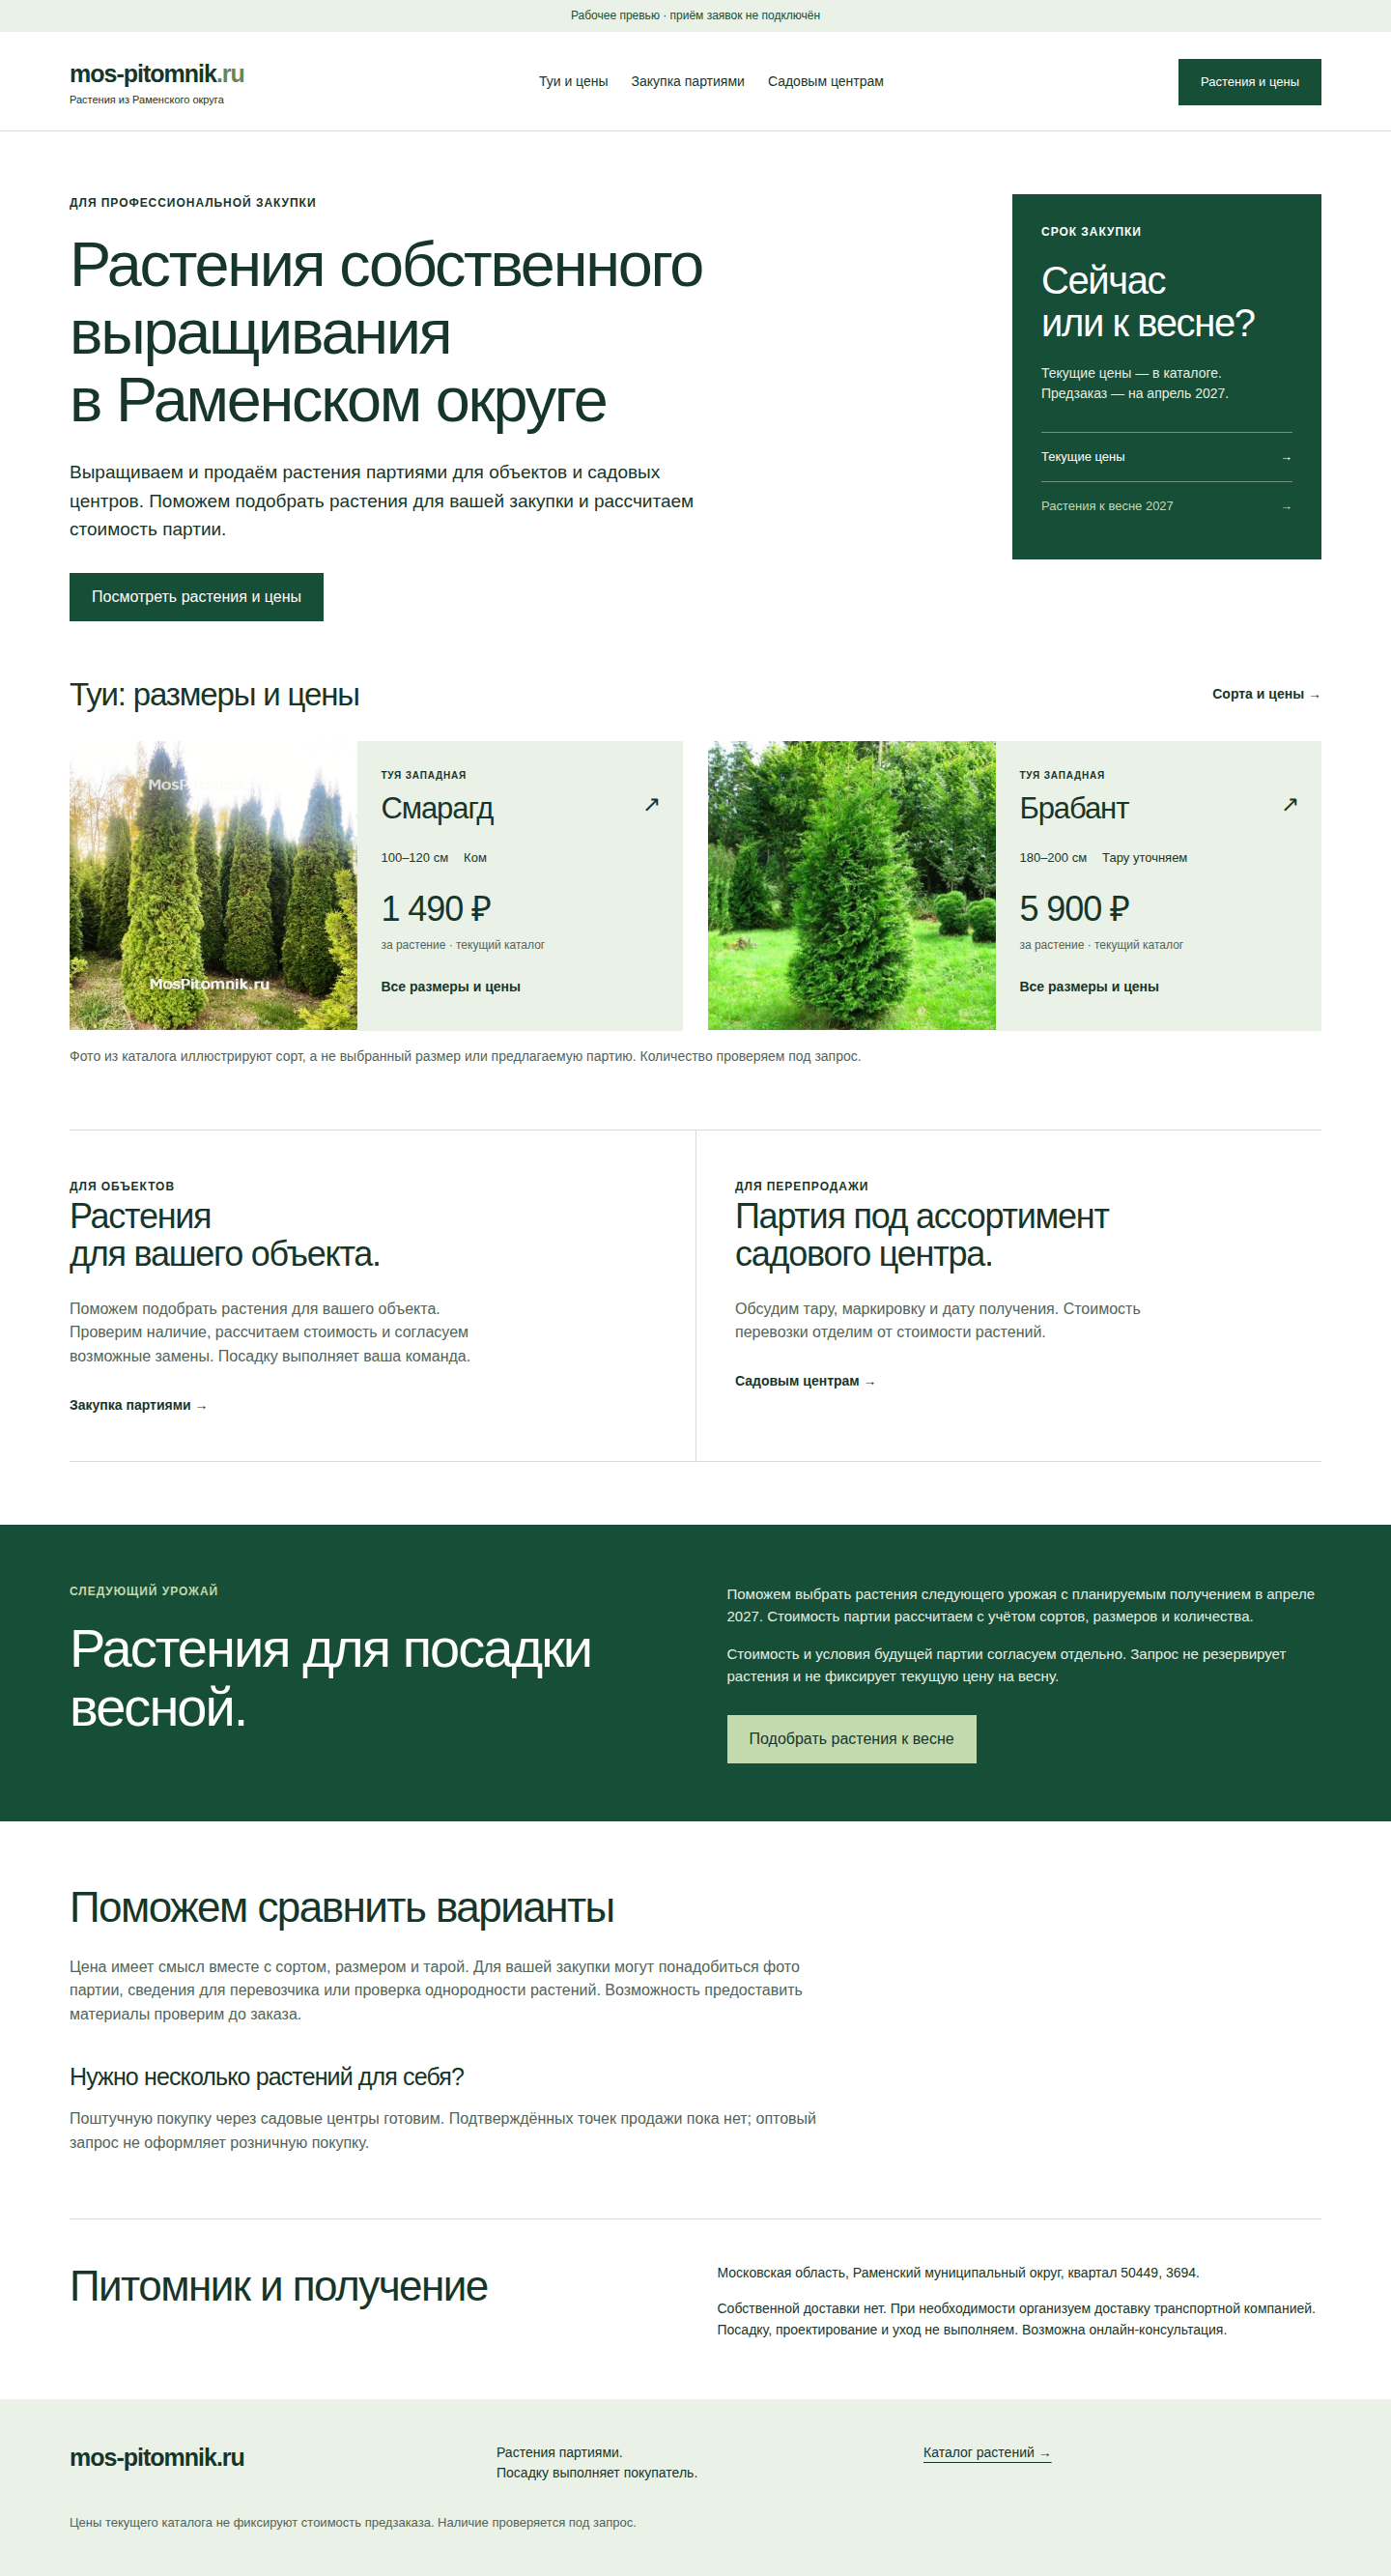 Рабочее превью · приём заявок не подключён
mos-pitomnik.ru
Растения из Раменского округа
Туи и цены
Закупка партиями
Садовым центрам
Растения и цены
ДЛЯ ПРОФЕССИОНАЛЬНОЙ ЗАКУПКИ
Растения собственного
выращивания
в Раменском округе
Выращиваем и продаём растения партиями для объектов и садовых
центров. Поможем подобрать растения для вашей закупки и рассчитаем
стоимость партии.
Посмотреть растения и цены
СРОК ЗАКУПКИ
Сейчас
или к весне?
Текущие цены — в каталоге.
Предзаказ — на апрель 2027.
Текущие цены →
Растения к весне 2027 →
Туи: размеры и цены
Сорта и цены →
MosPitomnik.ru
ТУЯ ЗАПАДНАЯ
Смарагд ↗
100–120 см Ком
1 490 ₽
за растение · текущий каталог
Все размеры и цены
ТУЯ ЗАПАДНАЯ
Брабант ↗
180–200 см Тару уточняем
5 900 ₽
за растение · текущий каталог
Все размеры и цены
Фото из каталога иллюстрируют сорт, а не выбранный размер или предлагаемую партию. Количество проверяем под запрос.
ДЛЯ ОБЪЕКТОВ
Растения
для вашего объекта.
Поможем подобрать растения для вашего объекта.
Проверим наличие, рассчитаем стоимость и согласуем
возможные замены. Посадку выполняет ваша команда.
Закупка партиями →
ДЛЯ ПЕРЕПРОДАЖИ
Партия под ассортимент
садового центра.
Обсудим тару, маркировку и дату получения. Стоимость
перевозки отделим от стоимости растений.
Садовым центрам →
СЛЕДУЮЩИЙ УРОЖАЙ
Растения для посадки
весной.
Поможем выбрать растения следующего урожая с планируемым получением в апреле
2027. Стоимость партии рассчитаем с учётом сортов, размеров и количества.
Стоимость и условия будущей партии согласуем отдельно. Запрос не резервирует
растения и не фиксирует текущую цену на весну.
Подобрать растения к весне
Поможем сравнить варианты
Цена имеет смысл вместе с сортом, размером и тарой. Для вашей закупки могут понадобиться фото
партии, сведения для перевозчика или проверка однородности растений. Возможность предоставить
материалы проверим до заказа.
Нужно несколько растений для себя?
Поштучную покупку через садовые центры готовим. Подтверждённых точек продажи пока нет; оптовый
запрос не оформляет розничную покупку.
Питомник и получение
Московская область, Раменский муниципальный округ, квартал 50449, 3694.
Собственной доставки нет. При необходимости организуем доставку транспортной компанией.
Посадку, проектирование и уход не выполняем. Возможна онлайн-консультация.
mos-pitomnik.ru
Растения партиями.
Посадку выполняет покупатель.
Каталог растений →
Цены текущего каталога не фиксируют стоимость предзаказа. Наличие проверяется под запрос.